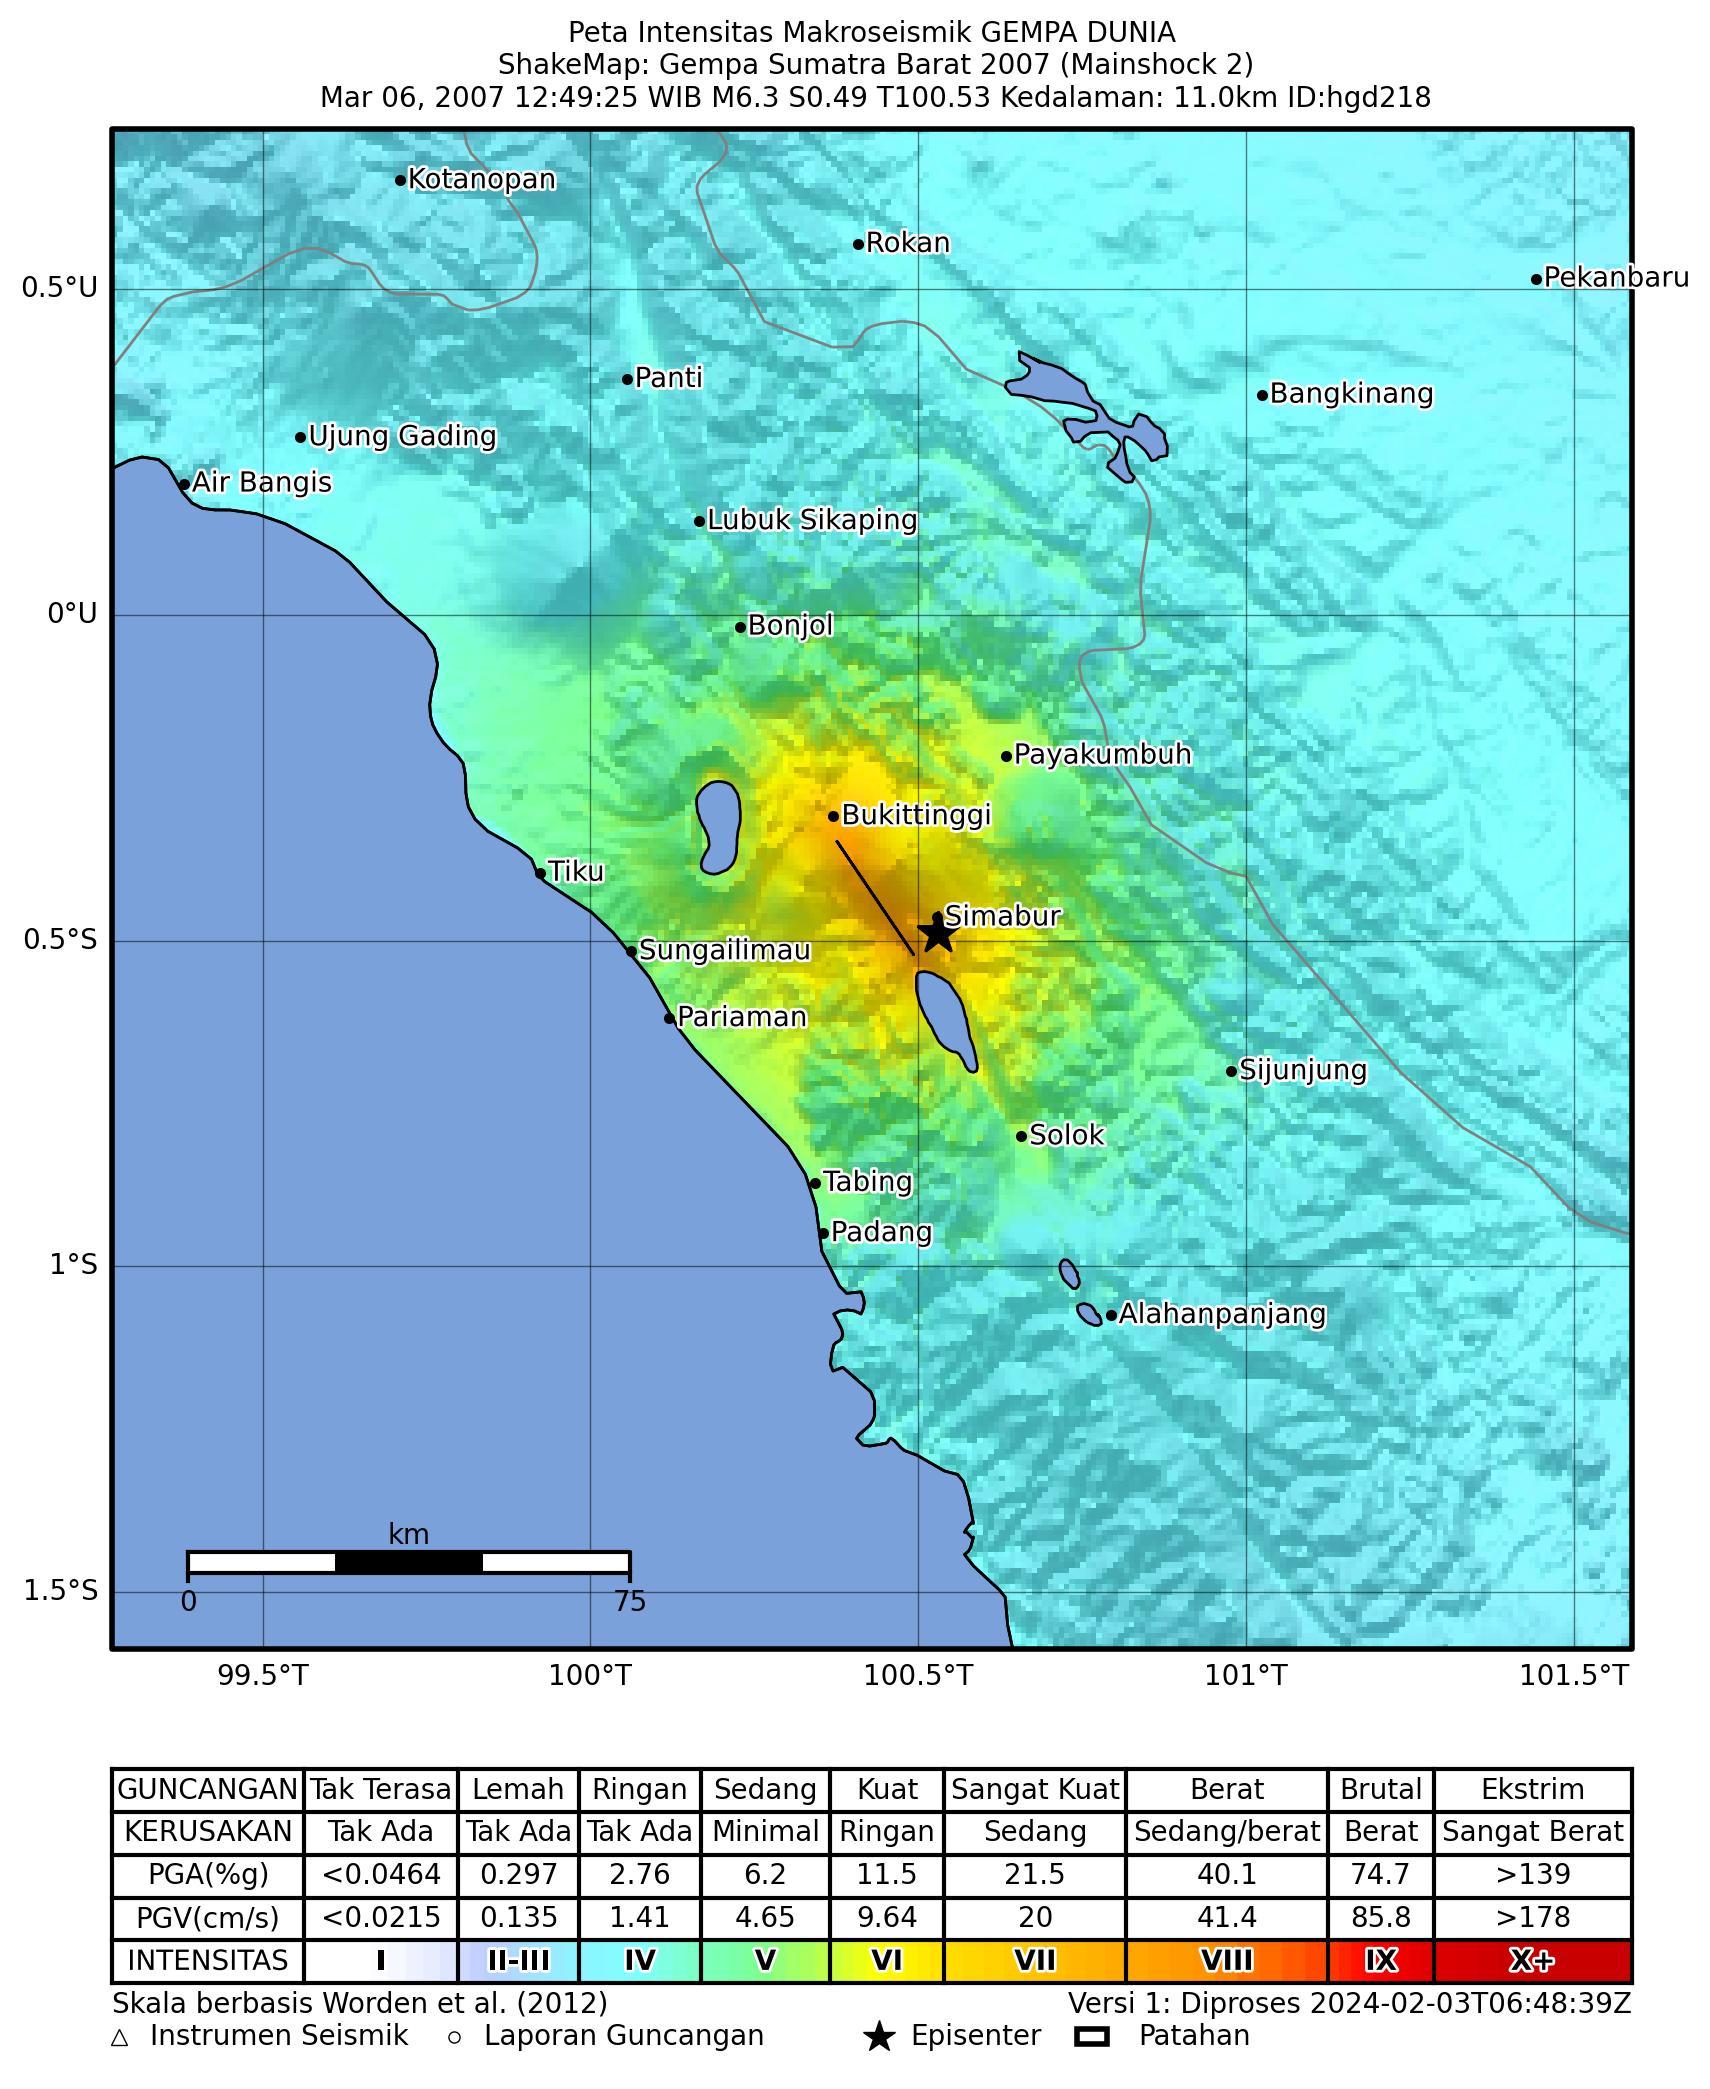 Peta Intensitas Makroseismik GEMPA DUNIA
ShakeMap: Gempa Sumatra Barat 2007 (Mainshock 2)
Mar 06, 2007 12:49:25 WIB M6.3 S0.49 T100.53 Kedalaman: 11.0km ID:hgd218
Kotanopan
Rokan
Pekanbaru
0.5°U
Panti
Bangkinang
Ujung Gading
Air Bangis
Lubuk Sikaping
0°U
Bonjol
Payakumbuh
Bukittinggi
Tiku
Simabur
0.5°S
Sungailimau
Pariaman
Sijunjung
Solok
Tabing
Padang
1°S
Alahanpanjang
km
0 75
1.5°S
99.5°T 100°T 100.5°T 101°T 101.5°T
GUNCANGAN Tak Terasa Lemah Ringan Sedang Kuat Sangat Kuat Berat Brutal Ekstrim
KERUSAKAN Tak Ada Tak Ada Tak Ada Minimal Ringan Sedang Sedang/berat Berat Sangat Berat
PGA(%g) <0.0464 0.297 2.76 6.2 11.5 21.5 40.1 74.7 >139
PGV(cm/s) <0.0215 0.135 1.41 4.65 9.64 20 41.4 85.8 >178
INTENSITAS I II-III IV V VI VII VIII IX X+
Skala berbasis Worden et al. (2012) Versi 1: Diproses 2024-02-03T06:48:39Z
Instrumen Seismik Laporan Guncangan Episenter Patahan